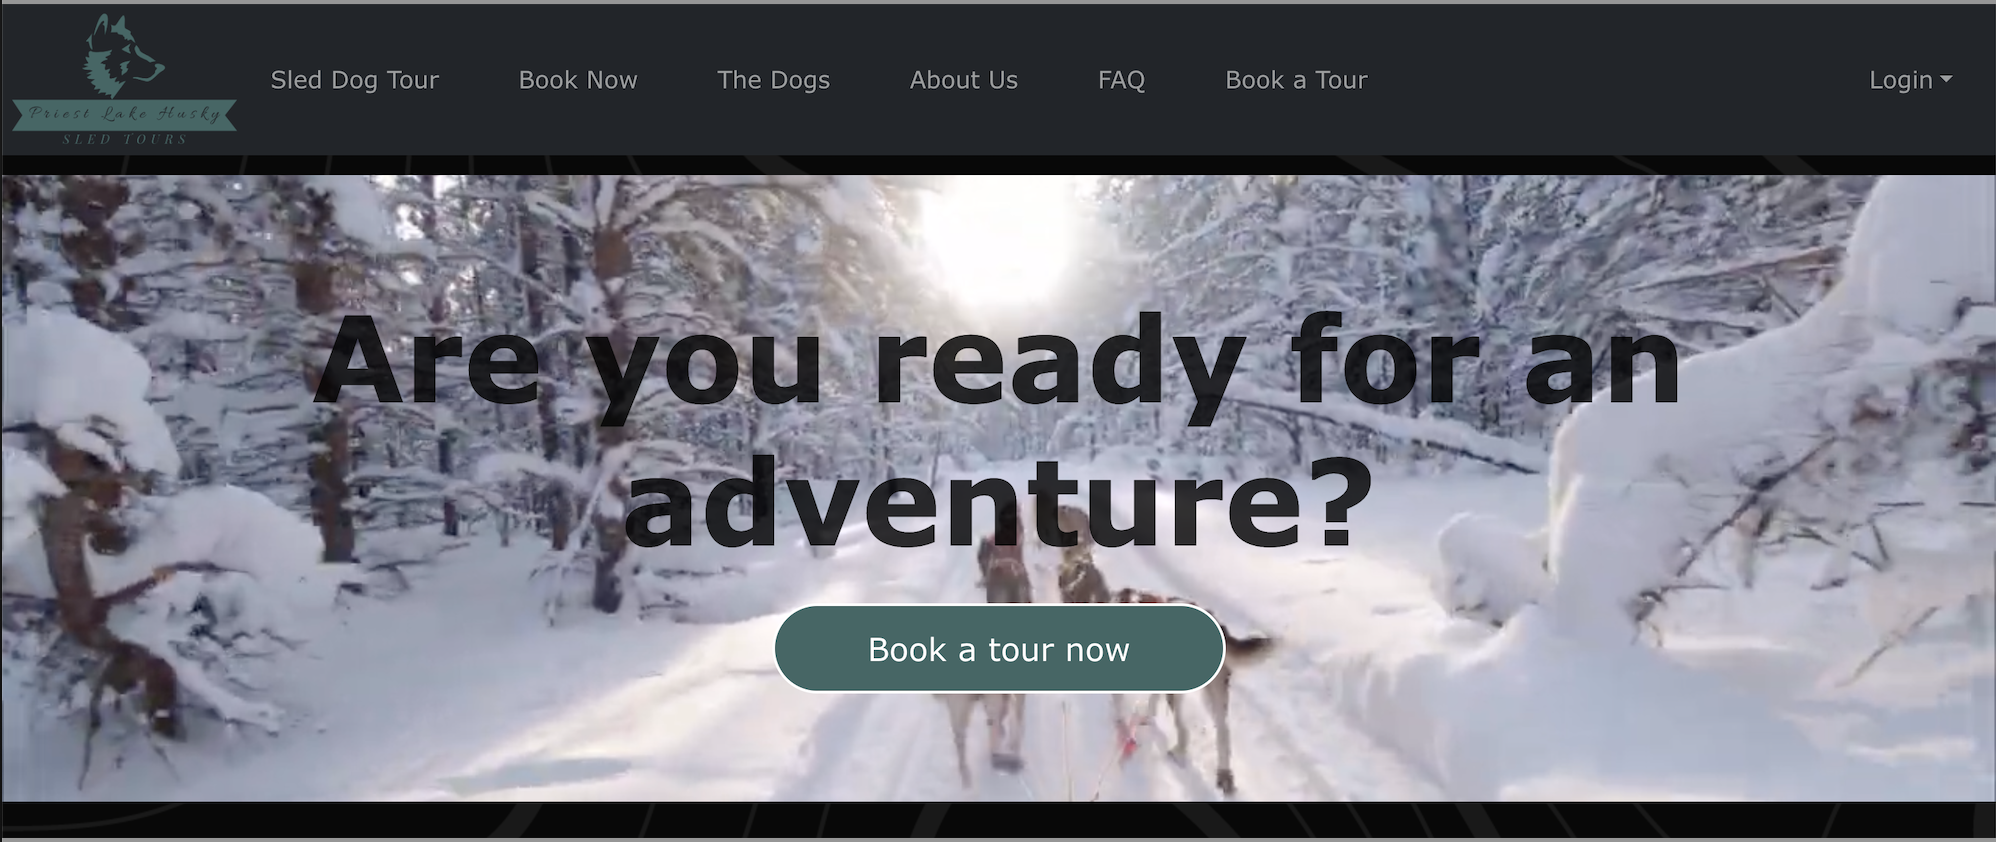 Priest Lake Husky
SLED TOURS
Sled Dog Tour
Book Now
The Dogs
About Us
FAQ
Book a Tour
Login
Are you ready for an
adventure?
Book a tour now